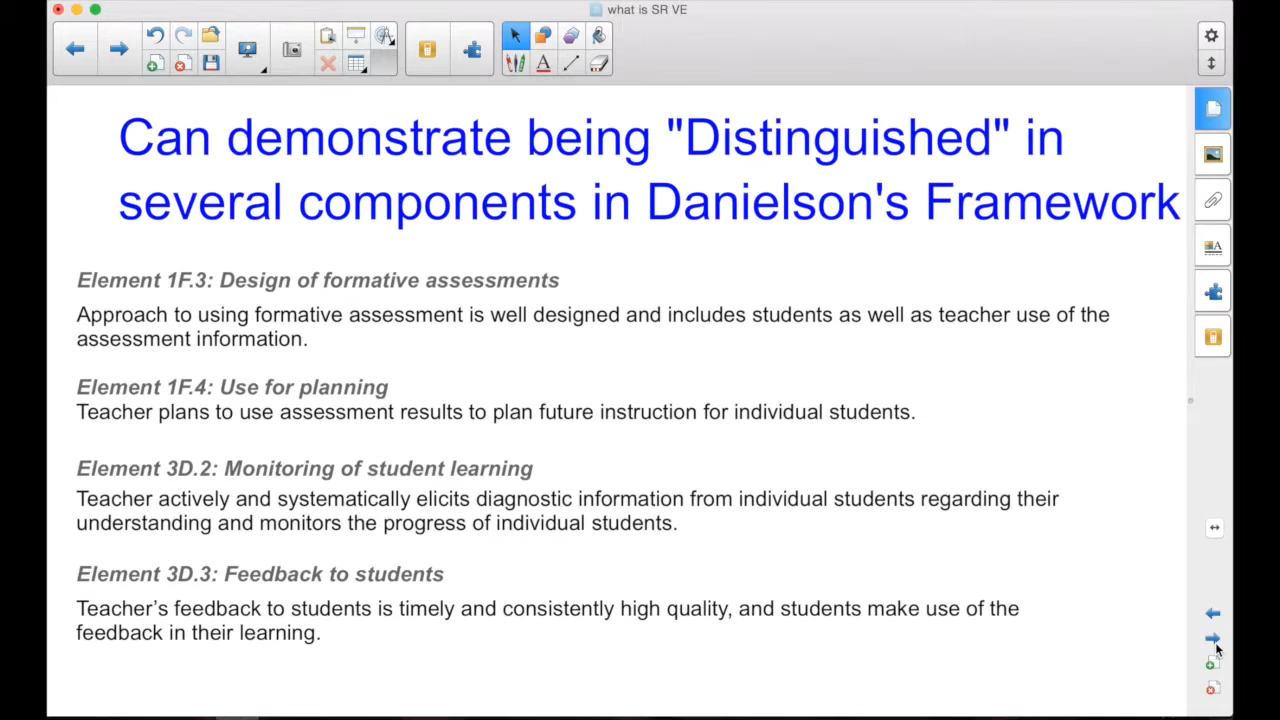 what is SR VE
Can demonstrate being "Distinguished" in
several components in Danielson's Framework
Element 1F.3: Design of formative assessments
Approach to using formative assessment is well designed and includes students as well as teacher use of the
assessment information.
Element 1F.4: Use for planning
Teacher plans to use assessment results to plan future instruction for individual students.
Element 3D.2: Monitoring of student learning
Teacher actively and systematically elicits diagnostic information from individual students regarding their
understanding and monitors the progress of individual students.
Element 3D.3: Feedback to students
Teacher’s feedback to students is timely and consistently high quality, and students make use of the
feedback in their learning.